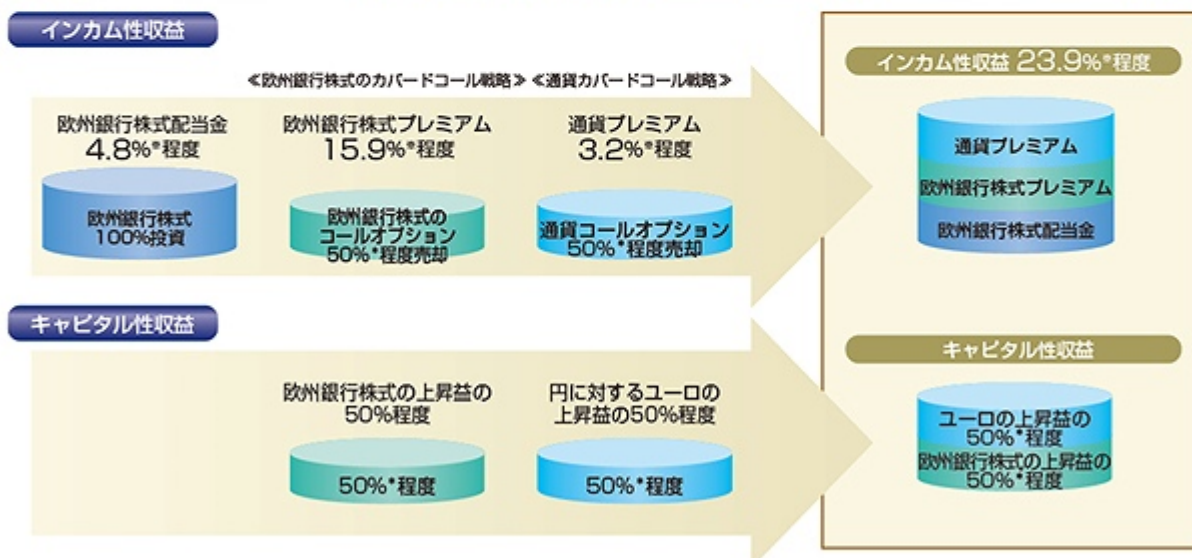 インカム性収益
≪欧州銀行株式のカバードコール戦略≫
≪通貨カバードコール戦略≫
欧州銀行株式配当金
4.8%*程度
欧州銀行株式
100%投資
欧州銀行株式プレミアム
15.9%*程度
欧州銀行株式の
コールオプション
50%*程度売却
通貨プレミアム
3.2%*程度
通貨コールオプション
50%*程度売却
インカム性収益 23.9%*程度
通貨プレミアム
欧州銀行株式プレミアム
欧州銀行株式配当金
キャピタル性収益
欧州銀行株式の上昇益の
50%程度
50%*程度
円に対するユーロの
上昇益の50%程度
50%*程度
キャピタル性収益
ユーロの上昇益の
50%*程度
欧州銀行株式の上昇益の
50%*程度